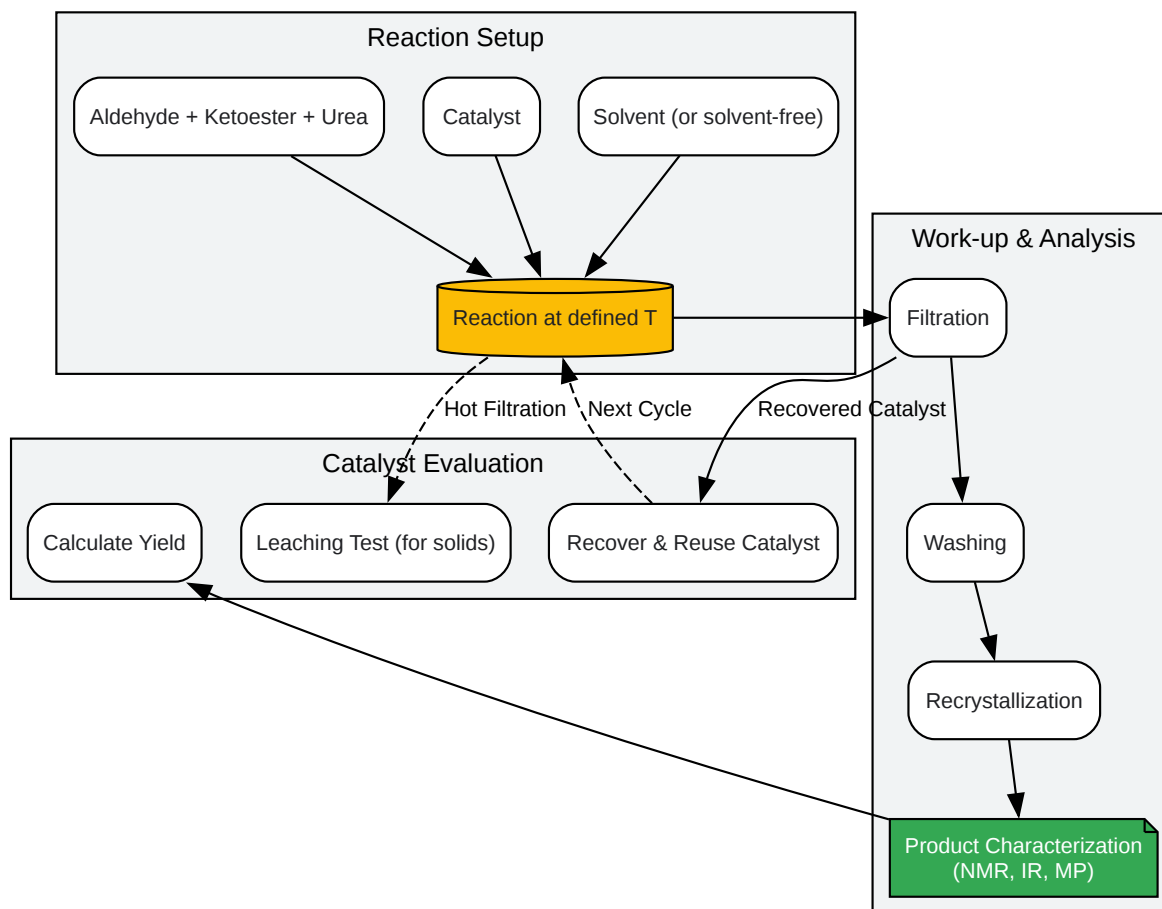 Reaction Setup
Aldehyde + Ketoester + Urea
Catalyst
Solvent (or solvent-free)
Reaction at defined T
Work-up & Analysis
Filtration
Hot Filtration
Next Cycle
Recovered Catalyst
Catalyst Evaluation
Calculate Yield
Leaching Test (for solids)
Recover & Reuse Catalyst
Washing
Recrystallization
Product Characterization
(NMR, IR, MP)